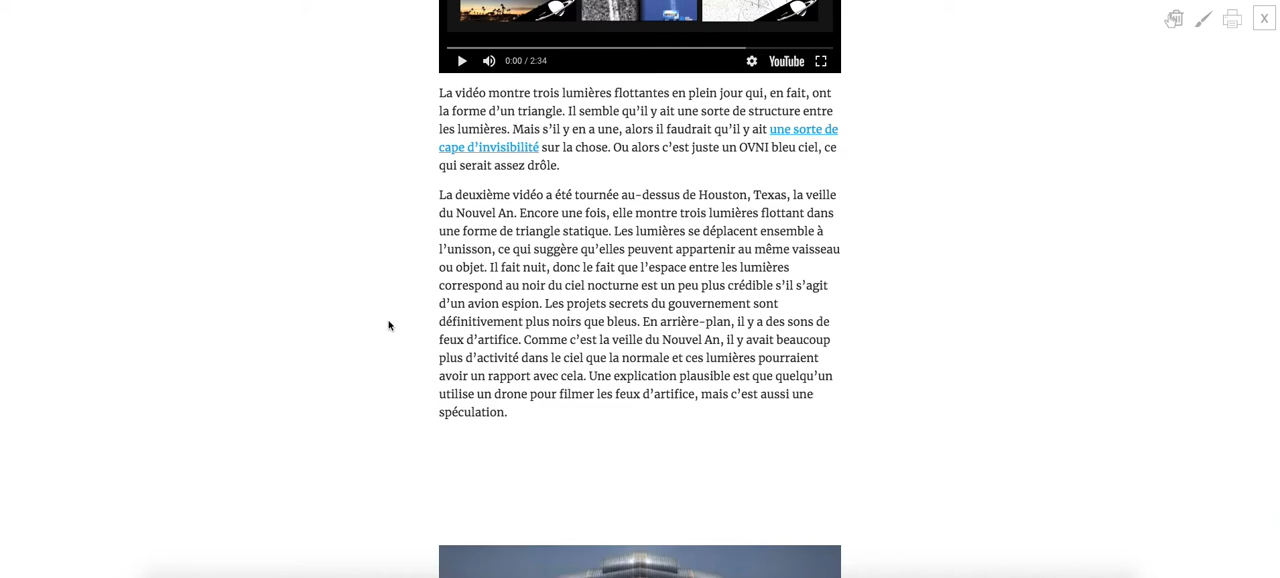 X
0:00 / 2:34
YouTube
La vidéo montre trois lumières flottantes en plein jour qui, en fait, ont
la forme d’un triangle. Il semble qu’il y ait une sorte de structure entre
les lumières. Mais s’il y en a une, alors il faudrait qu’il y ait une sorte de
cape d’invisibilité sur la chose. Ou alors c’est juste un OVNI bleu ciel, ce
qui serait assez drôle.
La deuxième vidéo a été tournée au-dessus de Houston, Texas, la veille
du Nouvel An. Encore une fois, elle montre trois lumières flottant dans
une forme de triangle statique. Les lumières se déplacent ensemble à
l’unisson, ce qui suggère qu’elles peuvent appartenir au même vaisseau
ou objet. Il fait nuit, donc le fait que l’espace entre les lumières
correspond au noir du ciel nocturne est un peu plus crédible s’il s’agit
d’un avion espion. Les projets secrets du gouvernement sont
définitivement plus noirs que bleus. En arrière-plan, il y a des sons de
feux d’artifice. Comme c’est la veille du Nouvel An, il y avait beaucoup
plus d’activité dans le ciel que la normale et ces lumières pourraient
avoir un rapport avec cela. Une explication plausible est que quelqu’un
utilise un drone pour filmer les feux d’artifice, mais c’est aussi une
spéculation.